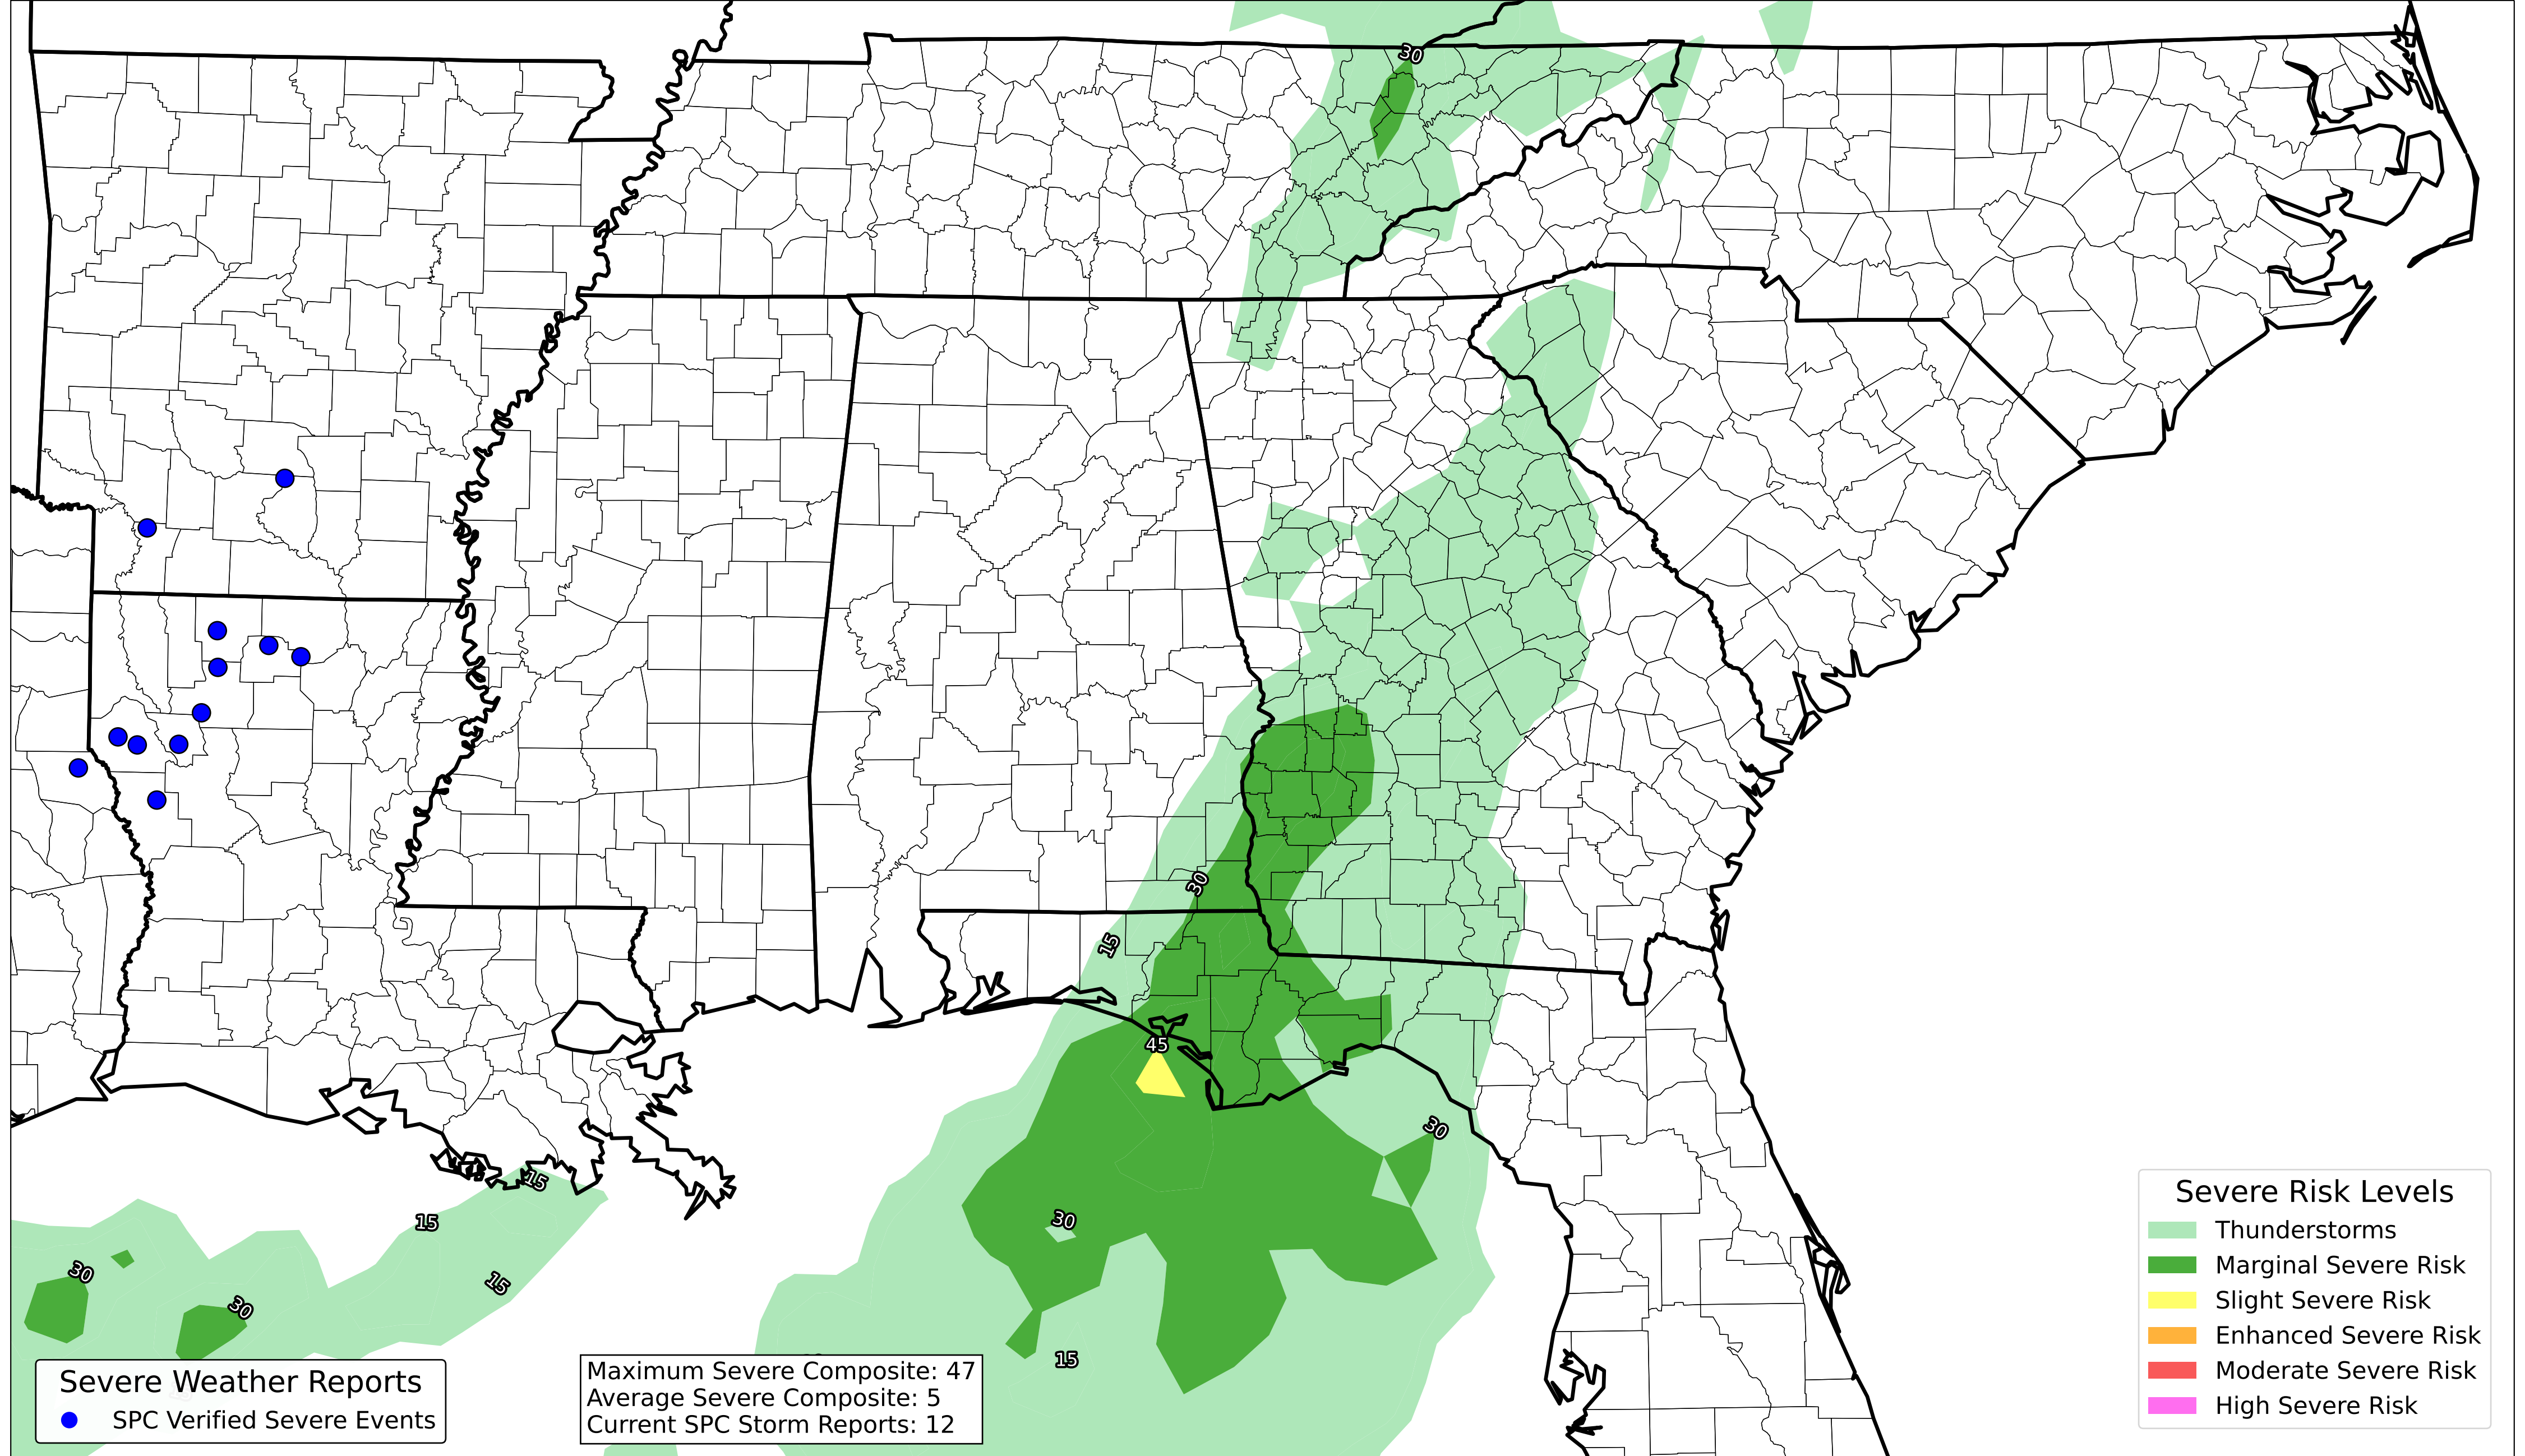 30
30
15
45
30
15
15
30
15
30
30
15
Severe Weather Reports
SPC Verified Severe Events
Maximum Severe Composite: 47
Average Severe Composite: 5
Current SPC Storm Reports: 12
Severe Risk Levels
Thunderstorms
Marginal Severe Risk
Slight Severe Risk
Enhanced Severe Risk
Moderate Severe Risk
High Severe Risk